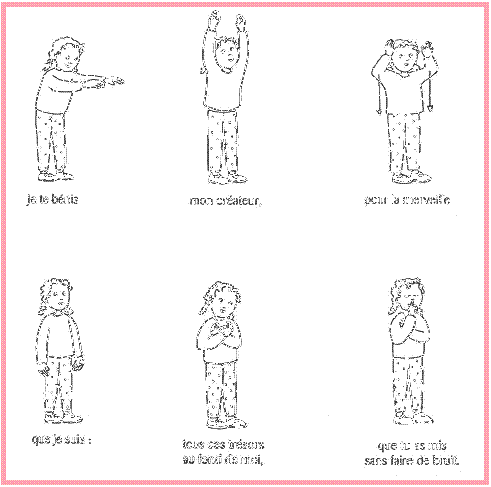 je te bénis
mon créateur,
pour la merveille
que je suis :
tous ces trésors
au fond de moi,
que tu as mis
sans faire de bruit.